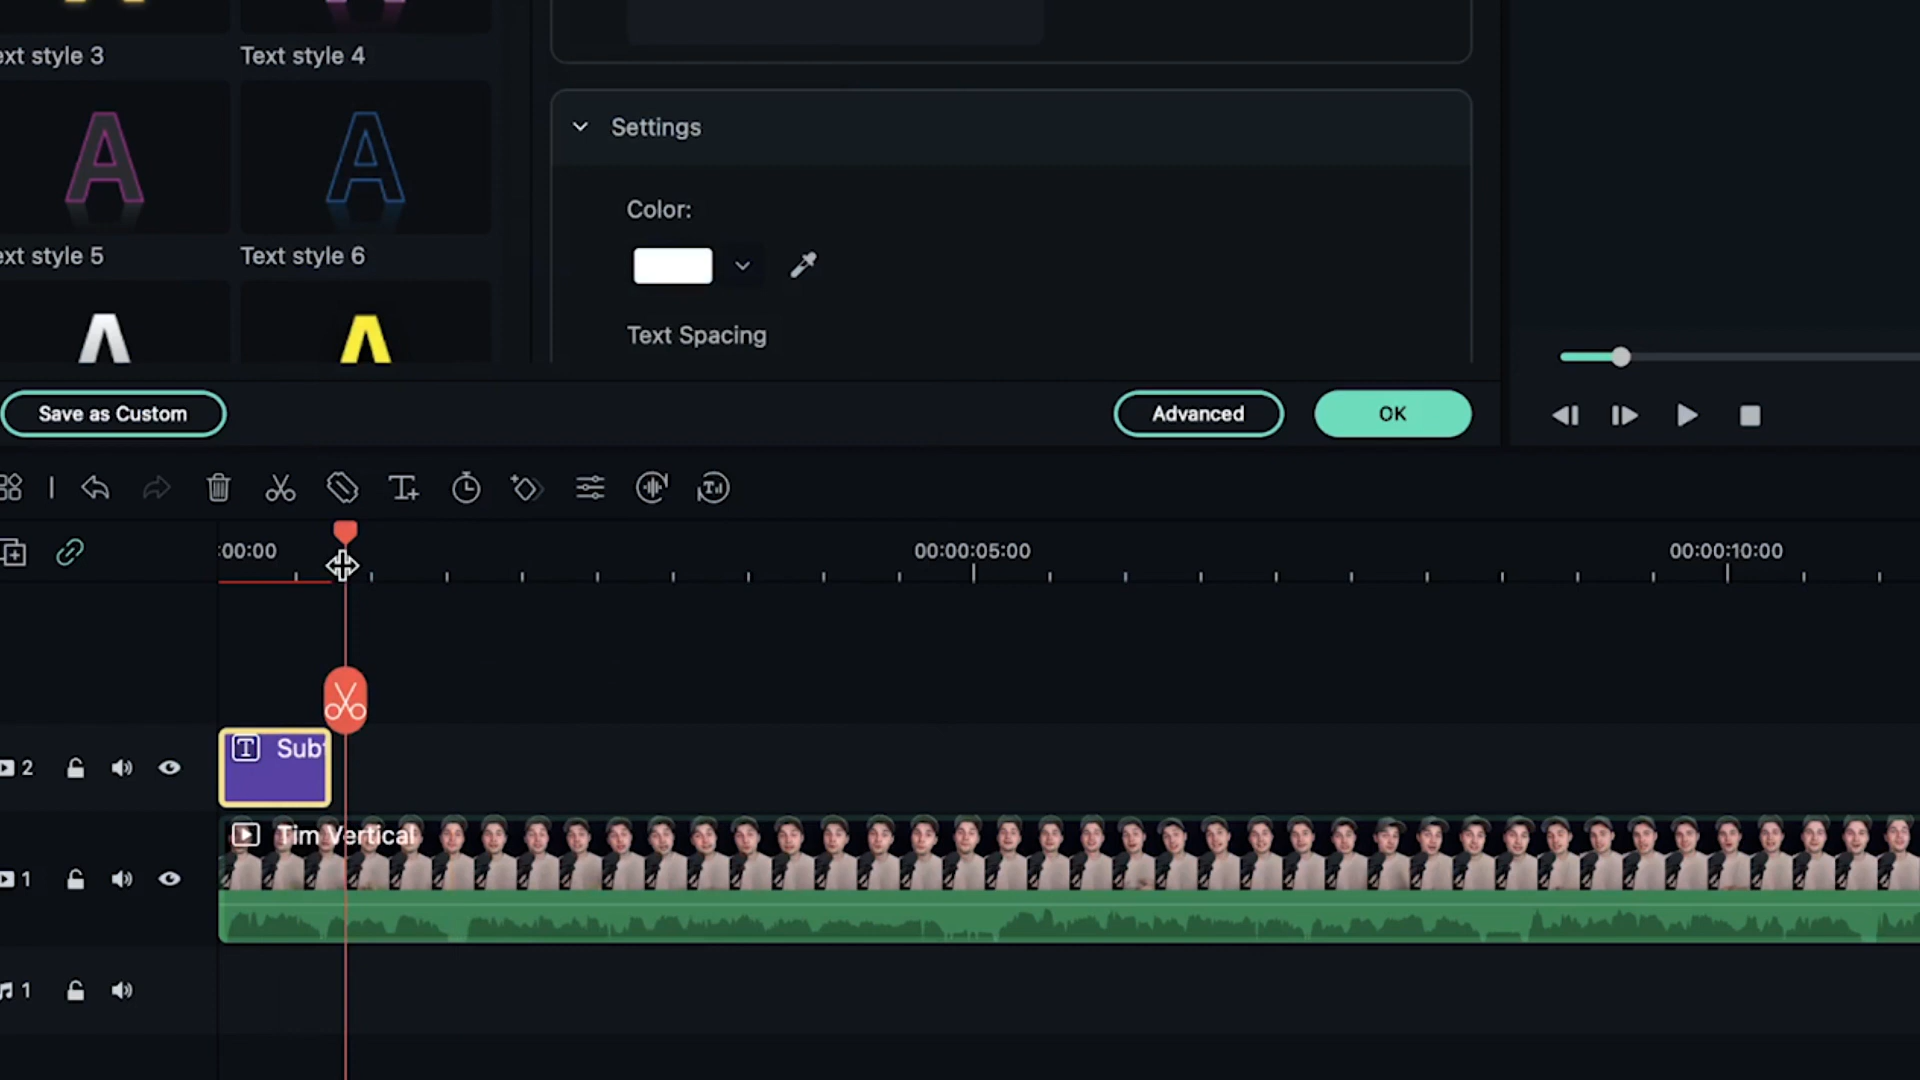 ext style 3
Text style 4
Settings
Color:
ext style 5
Text style 6
Text Spacing
Save as Custom
Advanced
OK
:00:00
00:00:05:00
00:00:10:00
2
Sub
Tim Vertical
1
1